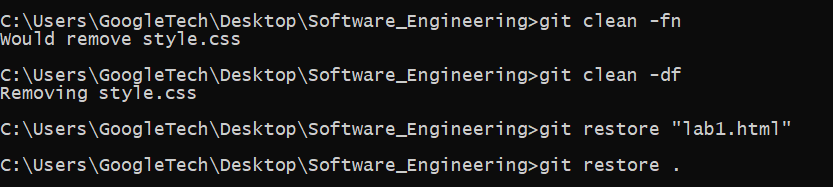 C:\Users\GoogleTech\Desktop\Software_Engineering>git clean -fn
Would remove style.css
C:\Users\GoogleTech\Desktop\Software_Engineering>git clean -df
Removing style.css
C:\Users\GoogleTech\Desktop\Software_Engineering>git restore "lab1.html"
C:\Users\GoogleTech\Desktop\Software_Engineering>git restore .